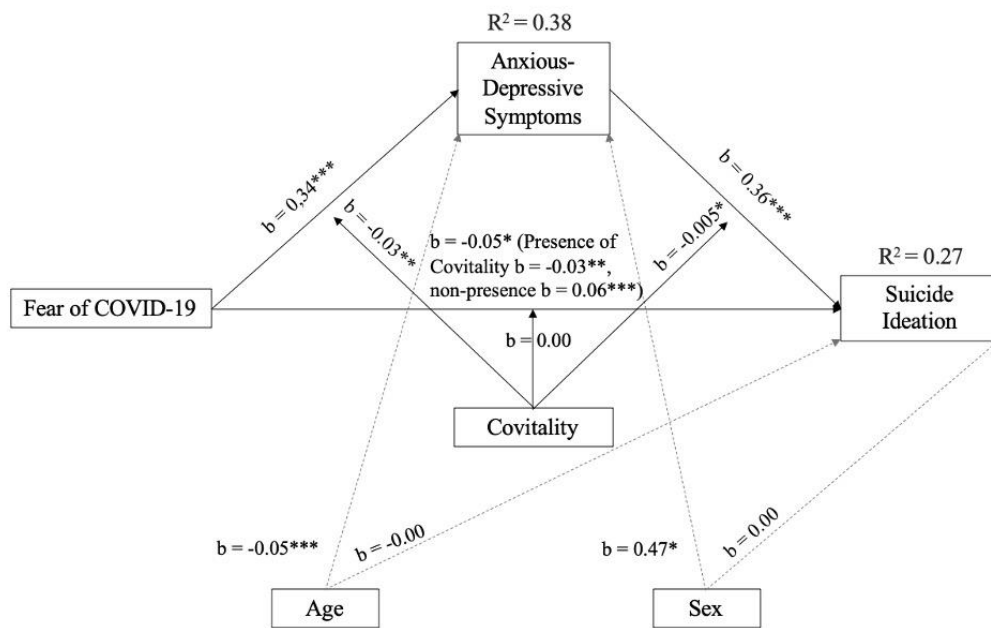 R² = 0.38
Anxious-
Depressive
Symptoms
b = 0,34***
b = 0.36***
b = -0.03**
b = -0.005*
b = -0.05* (Presence of
Covitality b = -0.03**,
non-presence b = 0.06***)
R² = 0.27
Fear of COVID-19
Suicide
Ideation
b = 0.00
Covitality
b = -0.05***
b = -0.00
b = 0.47*
b = 0.00
Age
Sex